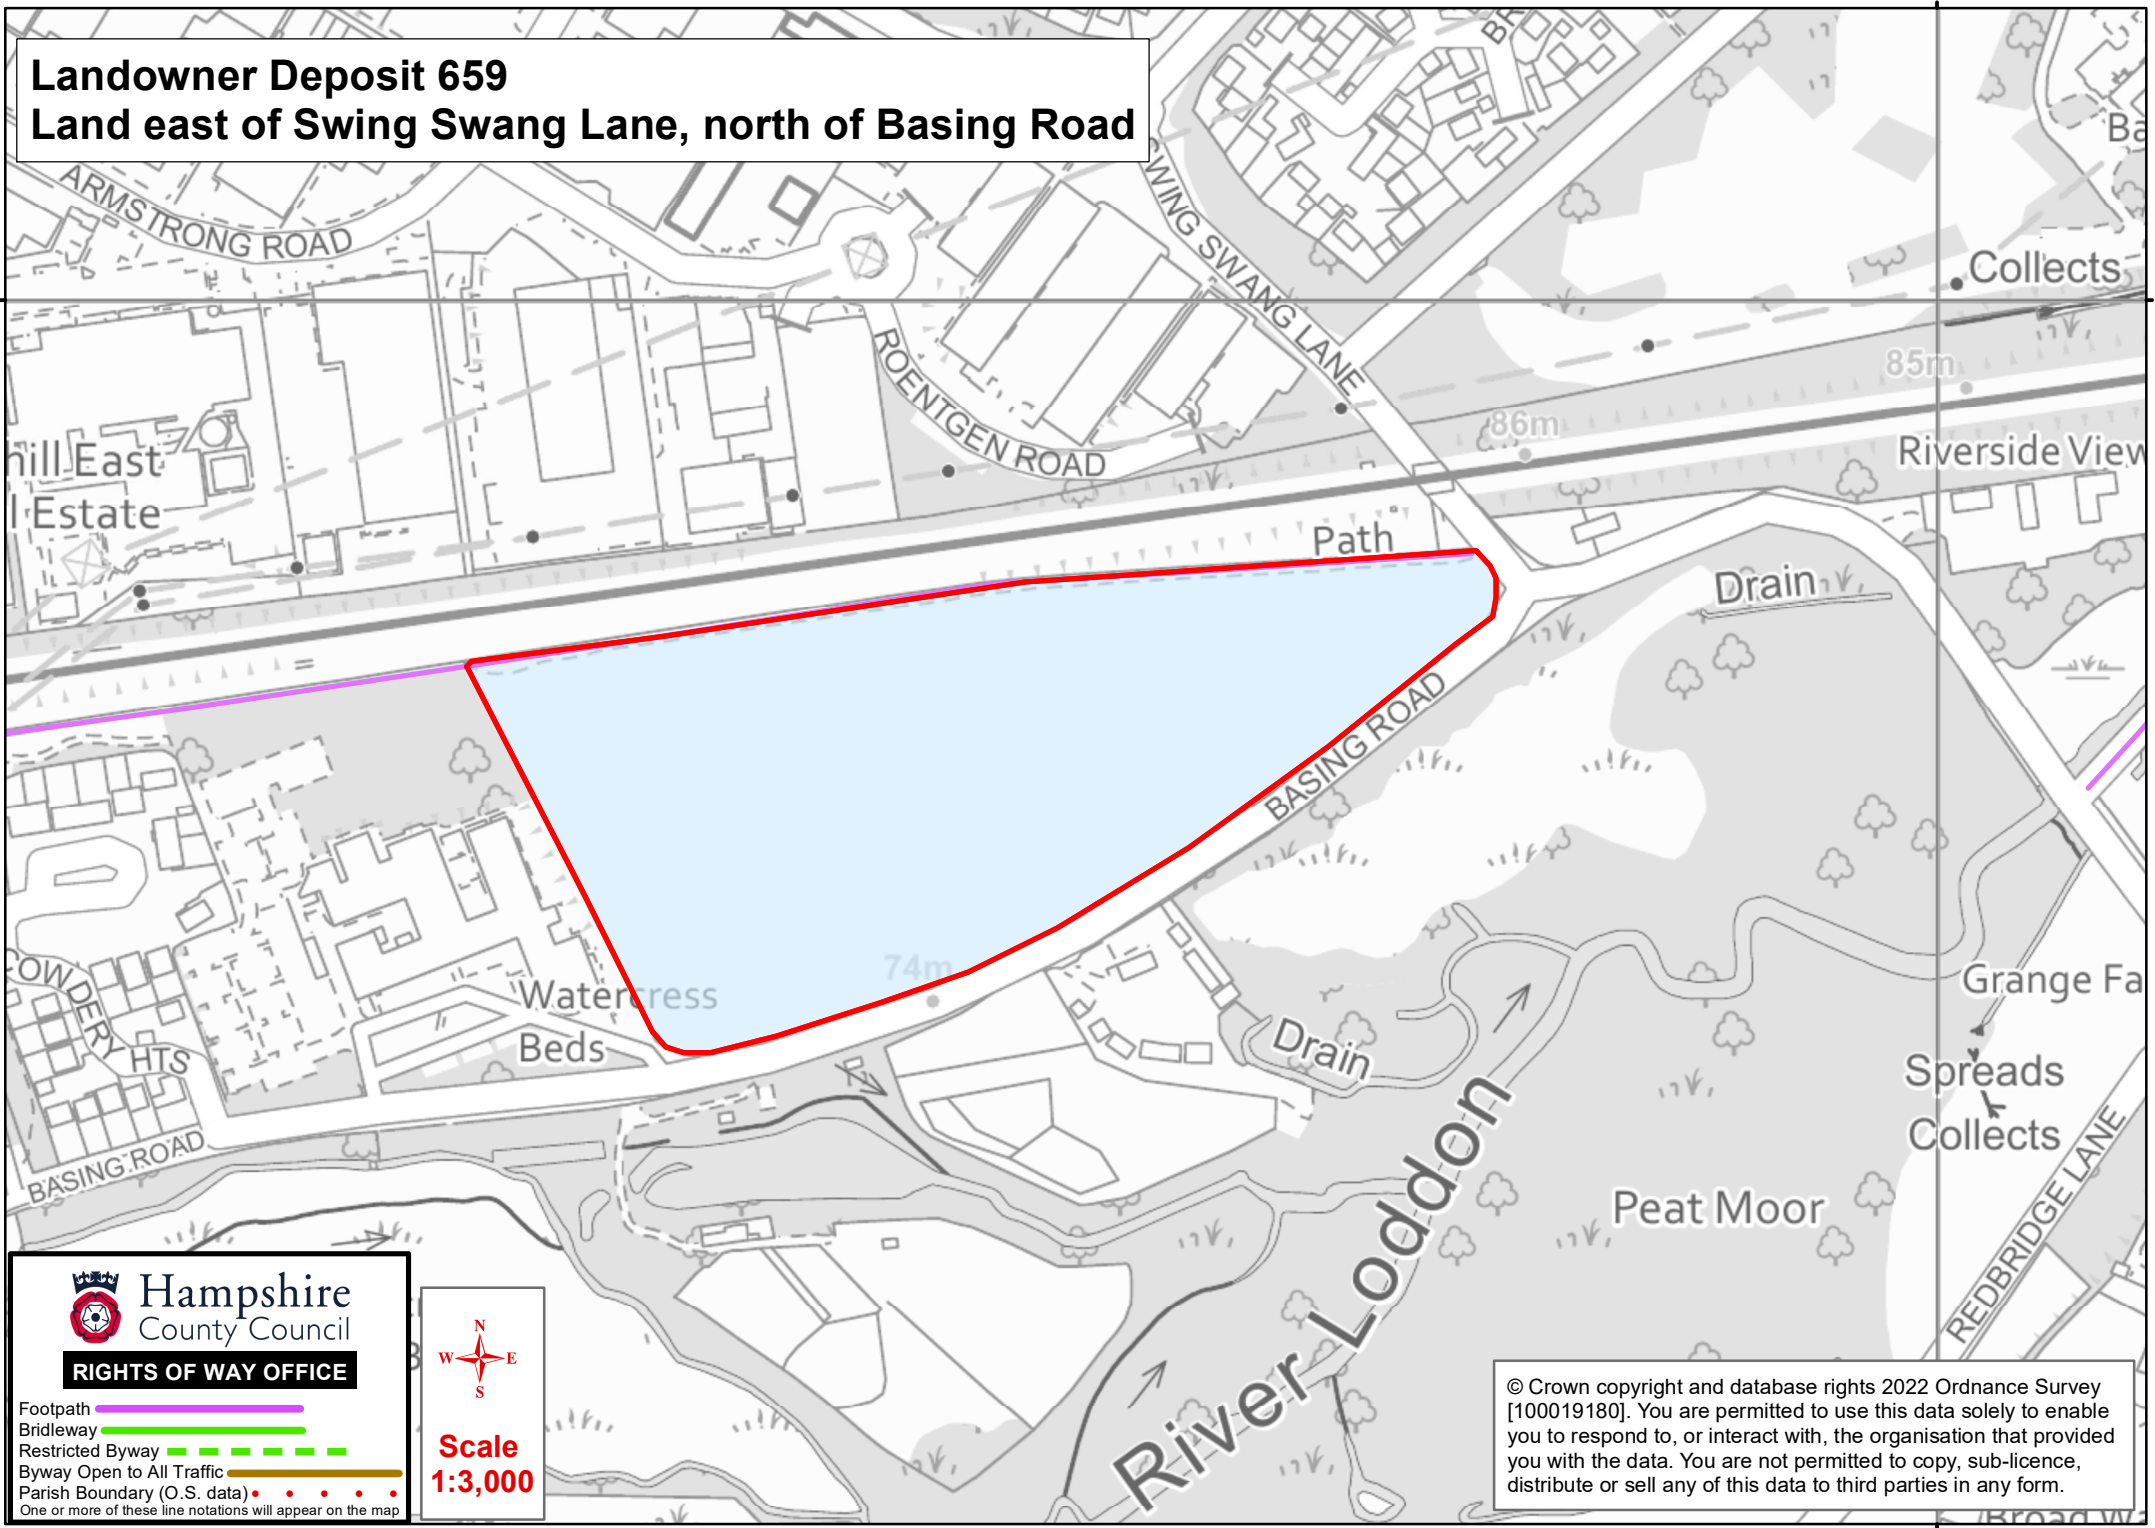 Landowner Deposit 659
Land east of Swing Swang Lane, north of Basing Road
BR
Ba
ARMSTRONG ROAD
SWING SWANG LANE
Collects
ROENTGEN ROAD
85m
86m
hill East
l Estate
Riverside View
Path
Drain
BASING ROAD
74m
Watercress
Beds
COWDERY HTS
Grange Fa
Drain
Spreads
Collects
BASING ROAD
River Loddon
Peat Moor
REDBRIDGE LANE
Hampshire
County Council
RIGHTS OF WAY OFFICE
Footpath
Bridleway
Restricted Byway
Byway Open to All Traffic
Parish Boundary (O.S. data)
One or more of these line notations will appear on the map
N
W E
S
Scale
1:3,000
© Crown copyright and database rights 2022 Ordnance Survey
[100019180]. You are permitted to use this data solely to enable
you to respond to, or interact with, the organisation that provided
you with the data. You are not permitted to copy, sub-licence,
distribute or sell any of this data to third parties in any form.
Broad Wa